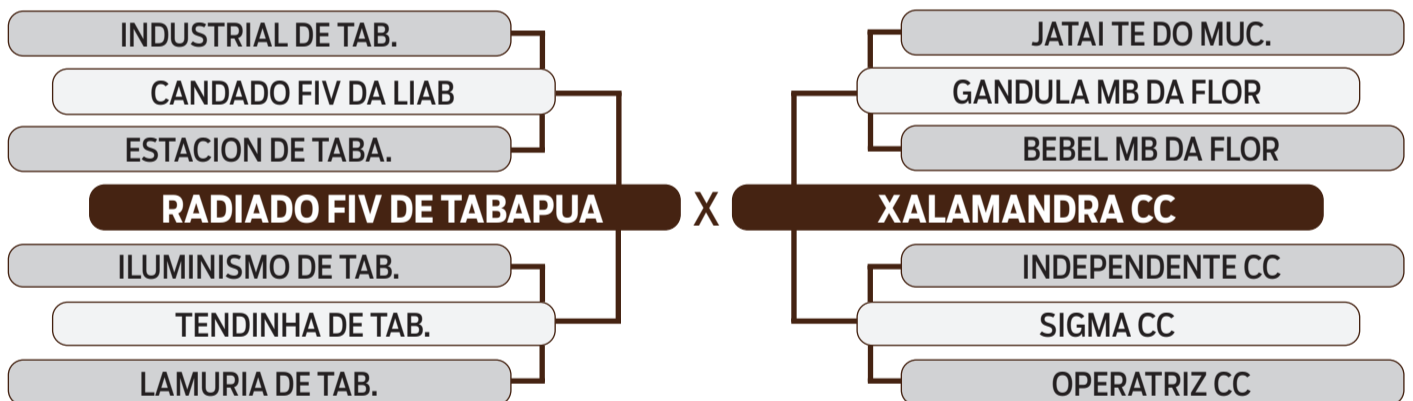 INDUSTRIAL DE TAB.
CANDADO FIV DA LIAB
ESTACION DE TABA.
RADIADO FIV DE TABAPUA
ILUMINISMO DE TAB.
TENDINHA DE TAB.
LAMURIA DE TAB.
X
JATAI TE DO MUC.
GANDULA MB DA FLOR
BEBEL MB DA FLOR
XALAMANDRA CC
INDEPENDENTE CC
SIGMA CC
OPERATRIZ CC